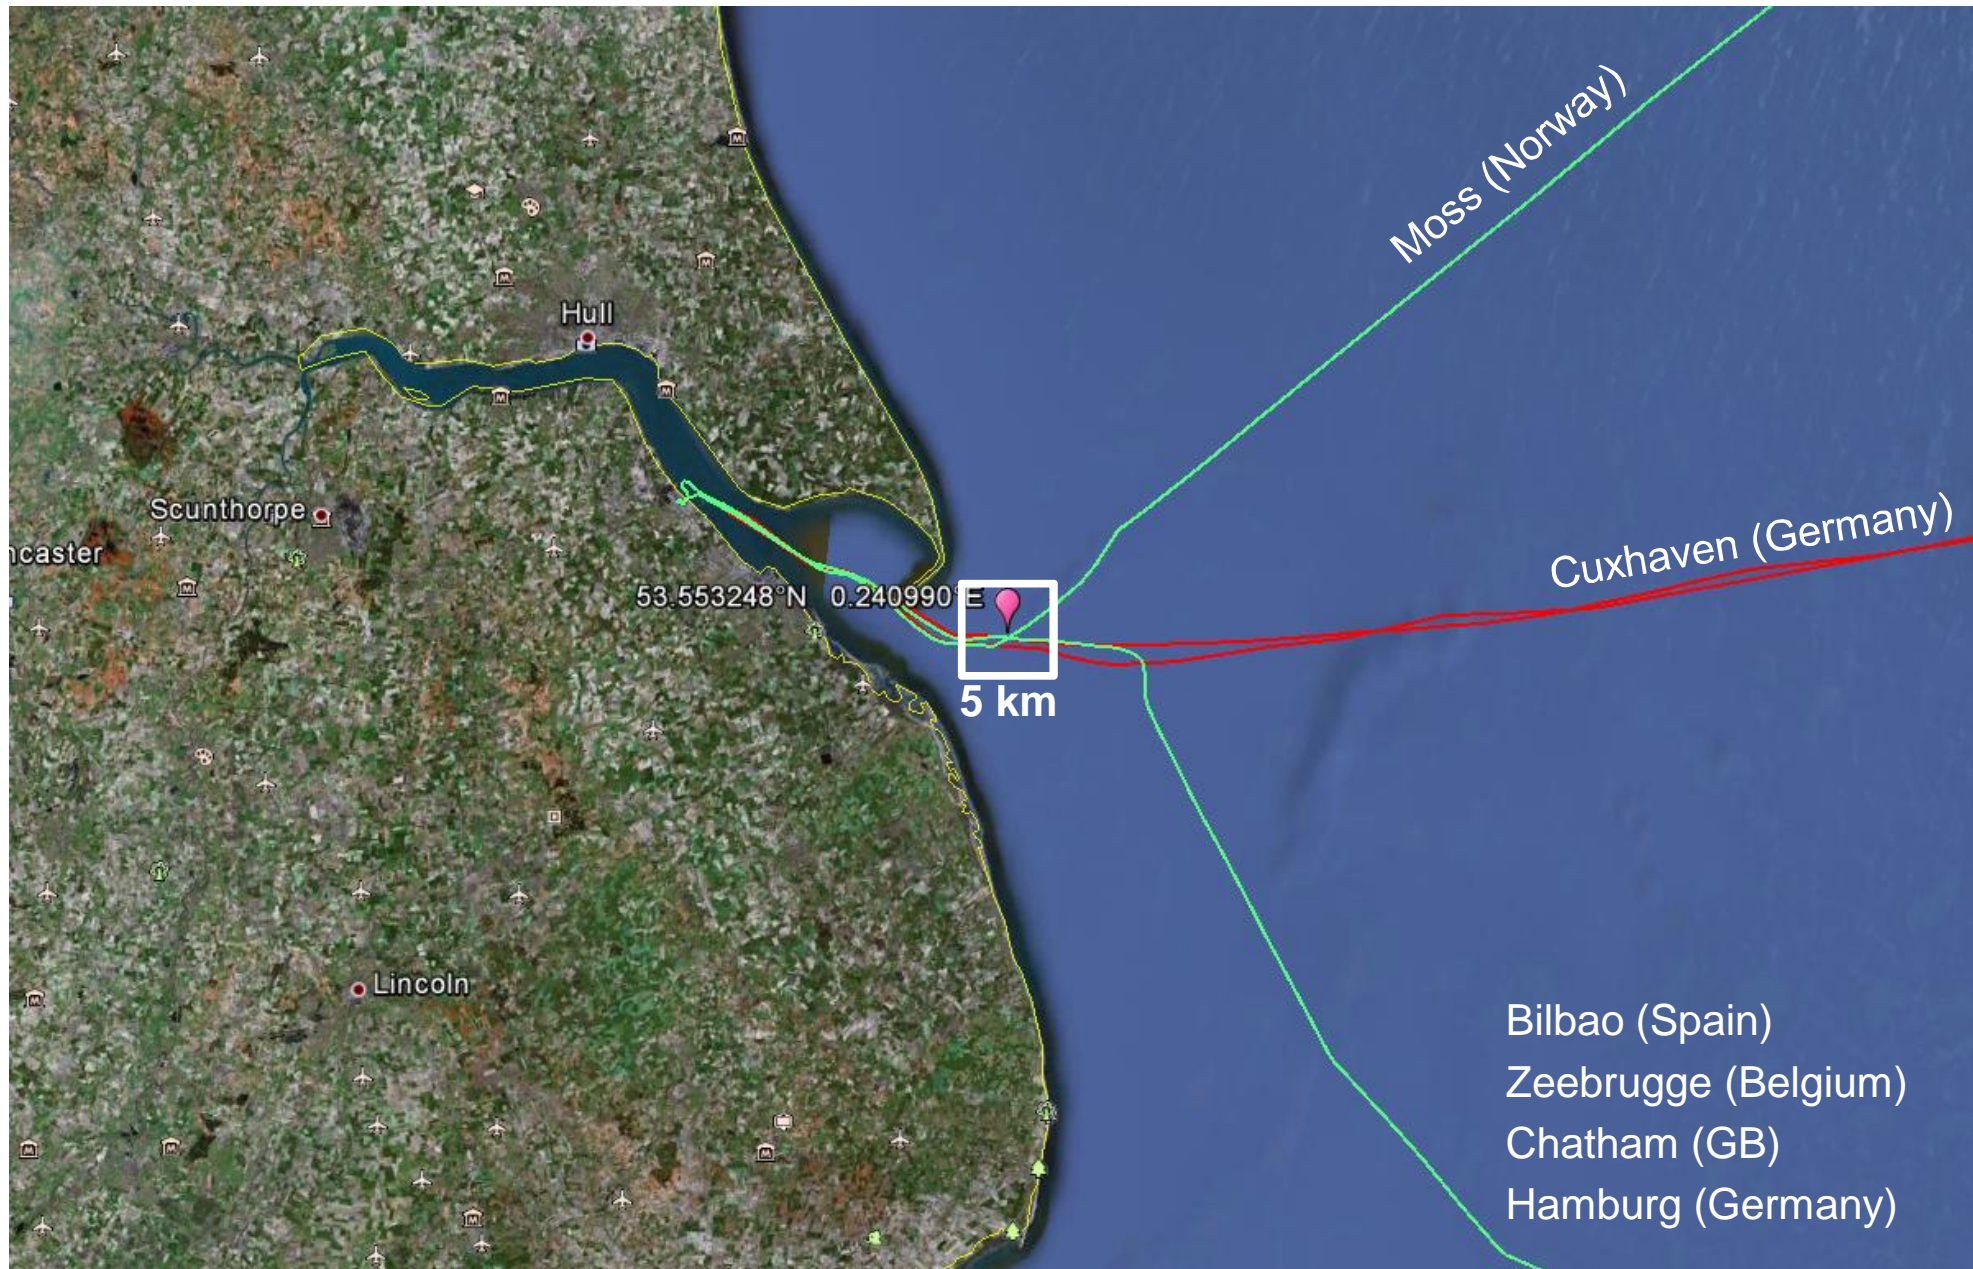 Moss (Norway)
Hull
Scunthorpe
ncaster
Cuxhaven (Germany)
53.553248°N 0.240990°E
5 km
Lincoln
Bilbao (Spain)
Zeebrugge (Belgium)
Chatham (GB)
Hamburg (Germany)